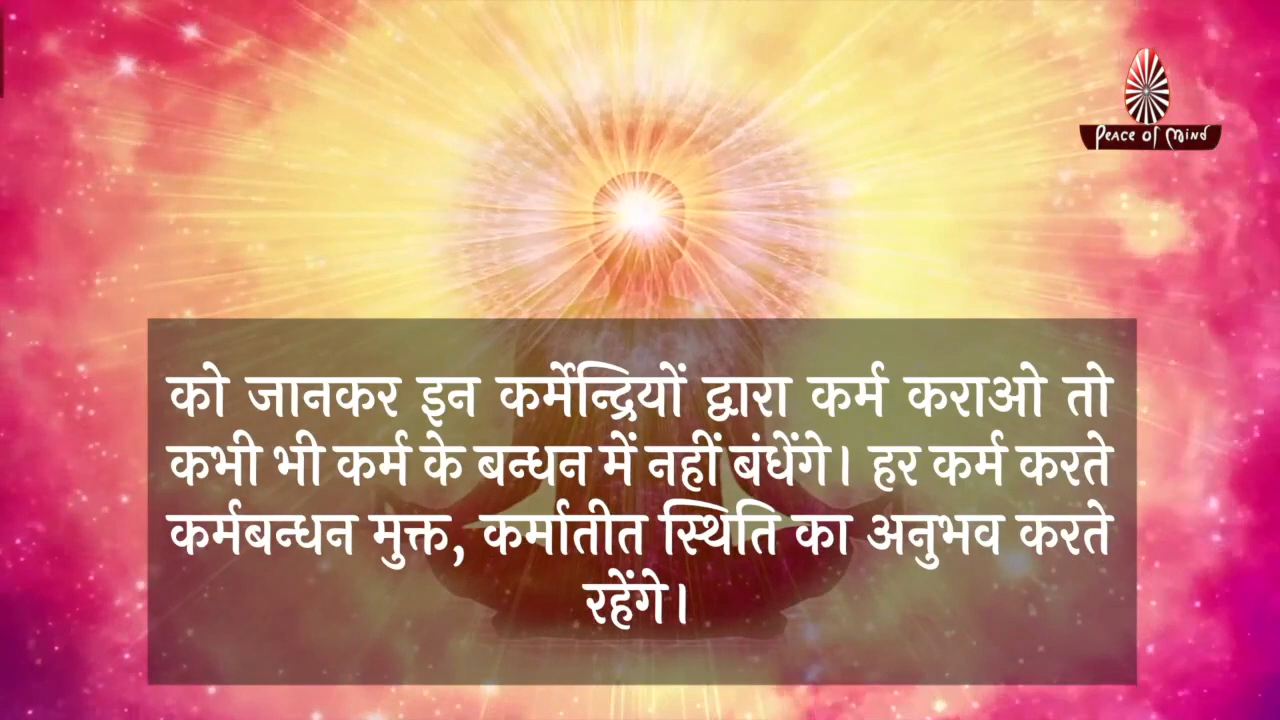 Peace of Mind
को जानकर इन कर्मेन्द्रियों द्वारा कर्म कराओ तो
कभी भी कर्म के बन्धन में नहीं बंधेंगे। हर कर्म करते
कर्मबन्धन मुक्त, कर्मातीत स्थिति का अनुभव करते
रहेंगे।